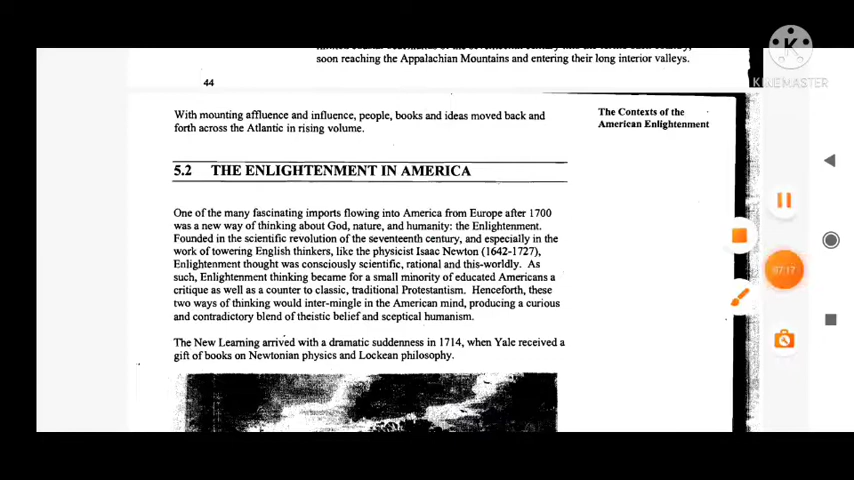 soon reaching the Appalachian Mountains and entering their long interior valleys.
44
With mounting affluence and influence, people, books and ideas moved back and
forth across the Atlantic in rising volume.
The Contexts of the
American Enlightenment
5.2 THE ENLIGHTENMENT IN AMERICA
One of the many fascinating imports flowing into America from Europe after 1700
was a new way of thinking about God, nature, and humanity: the Enlightenment.
Founded in the scientific revolution of the seventeenth century, and especially in the
work of towering English thinkers, like the physicist Isaac Newton (1642-1727),
Enlightenment thought was consciously scientific, rational and this-worldly. As
such, Enlightenment thinking became for a small minority of educated Americans a
critique as well as a counter to classic, traditional Protestantism. Henceforth, these
two ways of thinking would inter-mingle in the American mind, producing a curious
and contradictory blend of theistic belief and sceptical humanism.
The New Learning arrived with a dramatic suddenness in 1714, when Yale received a
gift of books on Newtonian physics and Lockean philosophy.
K
KINEMASTER
07:17